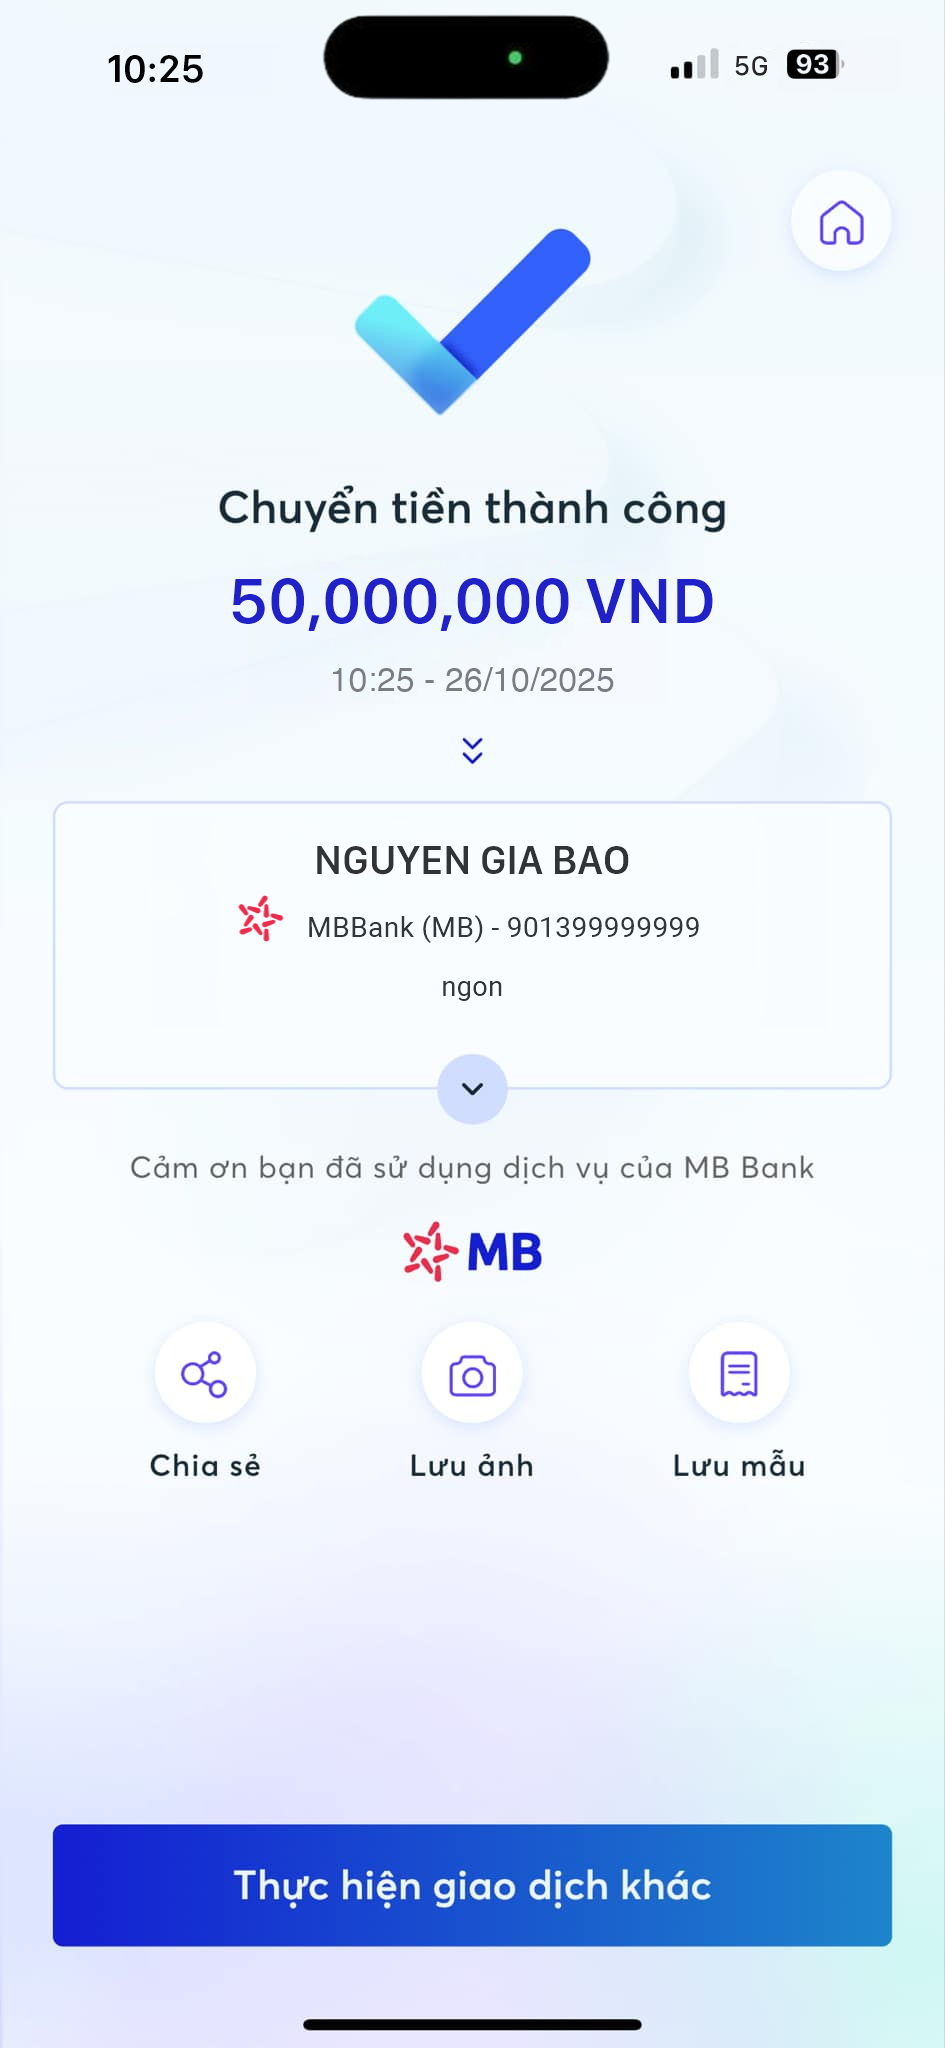 10:25
5G 93
Chuyển tiền thành công
50,000,000 VND
10:25 - 26/10/2025
NGUYEN GIA BAO
MBBank (MB) - 901399999999
ngon
Cảm ơn bạn đã sử dụng dịch vụ của MB Bank
MB
Chia sẻ Lưu ảnh Lưu mẫu
Thực hiện giao dịch khác